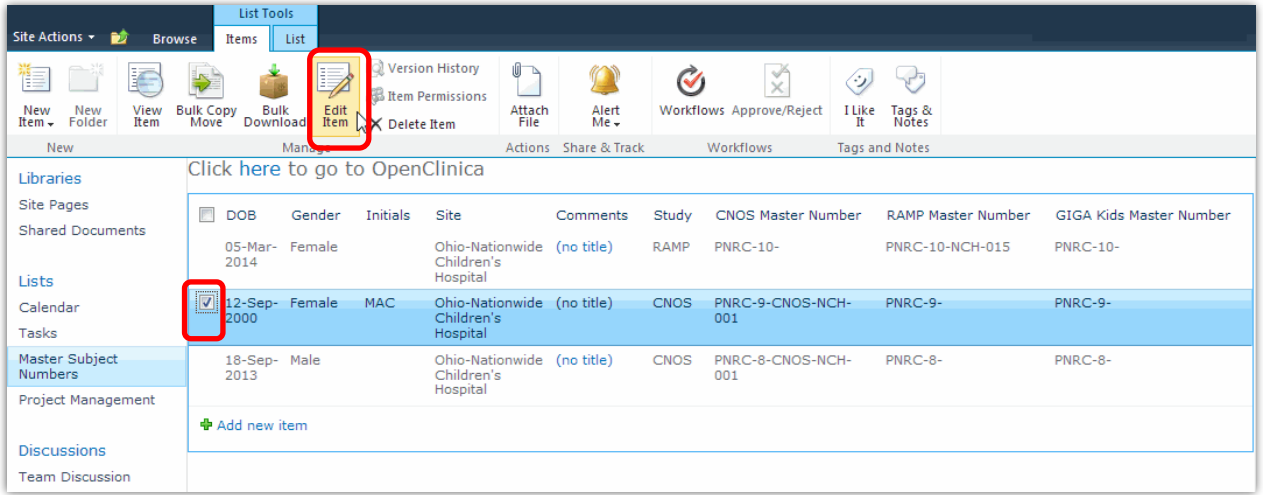 List Tools
Site Actions Browse Items List
Version History
Item Permissions
Delete Item
New Item New Folder View Item Bulk Copy Move Bulk Download Edit Item Attach File Alert Me Workflows Approve/Reject I Like It Tags & Notes
New Manage Actions Share & Track Workflows Tags and Notes
Click here to go to OpenClinica
Libraries
Site Pages
Shared Documents
Lists
Calendar
Tasks
Master Subject
Numbers
Project Management
Discussions
Team Discussion
DOB Gender Initials Site Comments Study CNOS Master Number RAMP Master Number GIGA Kids Master Number
05-Mar- Female Ohio-Nationwide (no title) RAMP PNRC-10- PNRC-10-NCH-015 PNRC-10-
2014 Children's
Hospital
12-Sep- Female MAC Ohio-Nationwide (no title) CNOS PNRC-9-CNOS-NCH- PNRC-9- PNRC-9-
2000 Children's 001
Hospital
18-Sep- Male Ohio-Nationwide (no title) CNOS PNRC-8-CNOS-NCH- PNRC-8- PNRC-8-
2013 Children's 001
Hospital
Add new item